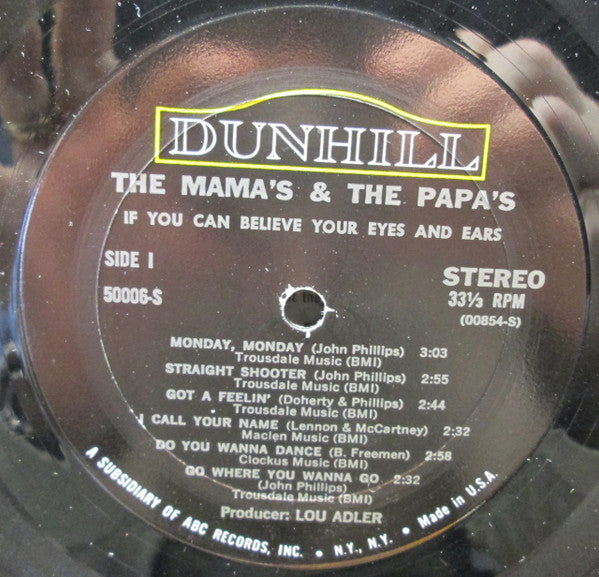 DUNHILL
THE MAMA'S & THE PAPA'S
IF YOU CAN BELIEVE YOUR EYES AND EARS
SIDE I
50006-S
STEREO
33⅓ RPM
(00854-S)
MONDAY, MONDAY (John Phillips) 3:03
Trousdale Music (BMI)
STRAIGHT SHOOTER (John Phillips) 2:55
Trousdale Music (BMI)
GOT A FEELIN' (Doherty & Phillips) 2:44
Trousdale Music (BMI)
I CALL YOUR NAME (Lennon & McCartney) 2:32
Maclen Music (BMI)
DO YOU WANNA DANCE (B. Freemen) 2:58
Clockus Music (BMI)
GO WHERE YOU WANNA GO 2:32
(John Phillips)
Trousdale Music (BMI)
Producer: LOU ADLER
A SUBSIDIARY OF ABC RECORDS, INC. • N.Y., N.Y. • Made in U.S.A.